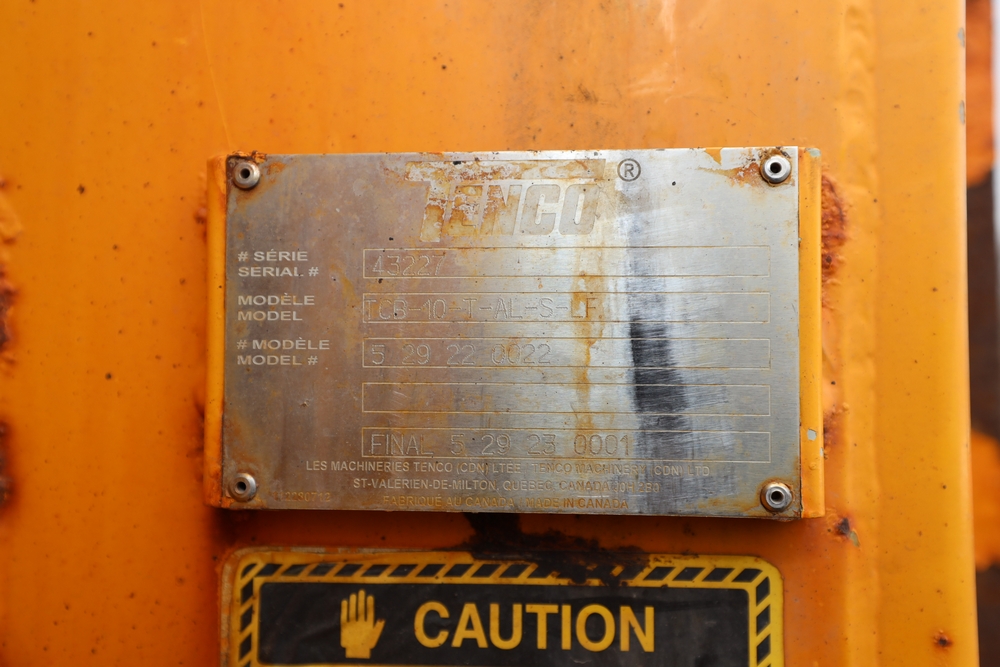 TENCO ®
# SÉRIE
SERIAL # 43227
MODÈLE
MODEL TCB-10-T-AL-S-LF
# MODÈLE
MODEL # 5 29 22 0022
FINAL 5 29 23 0001
LES MACHINERIES TENCO (CDN) LTEE TENCO MACHINERY (CDN) LTD
ST-VALERIEN-DE-MILTON, QUEBEC, CANADA
FABRIQUE AU CANADA MADE IN CANADA
CAUTION